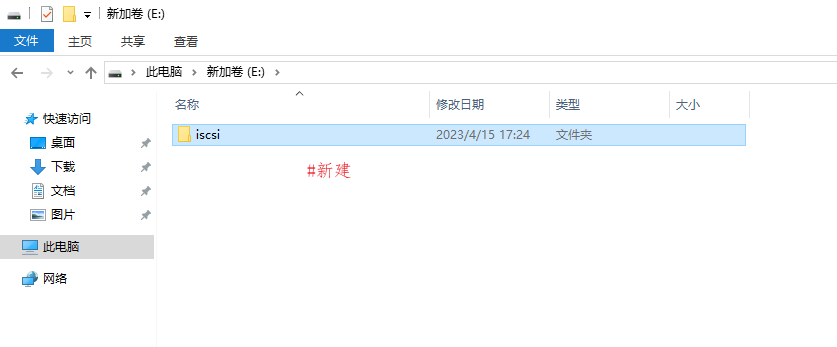 新加卷 (E:)
文件 主页 共享 查看
此电脑 新加卷 (E:)
名称 修改日期 类型 大小
快速访问
桌面
下载
文档
图片
此电脑
网络
iscsi 2023/4/15 17:24 文件夹
#新建